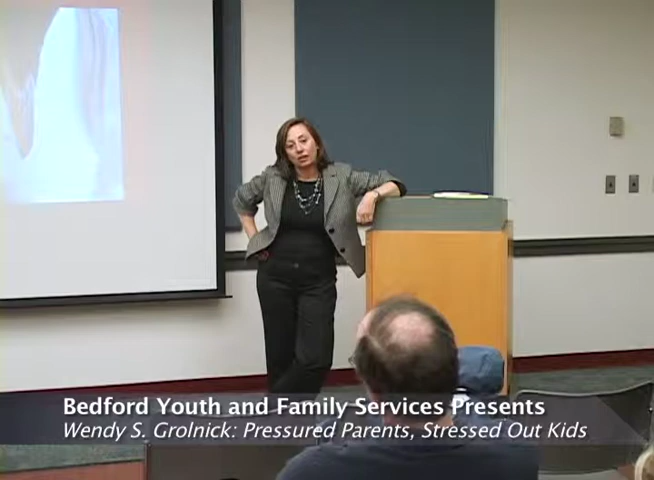 Bedford Youth and Family Services Presents
Wendy S. Grolnick: Pressured Parents, Stressed Out Kids